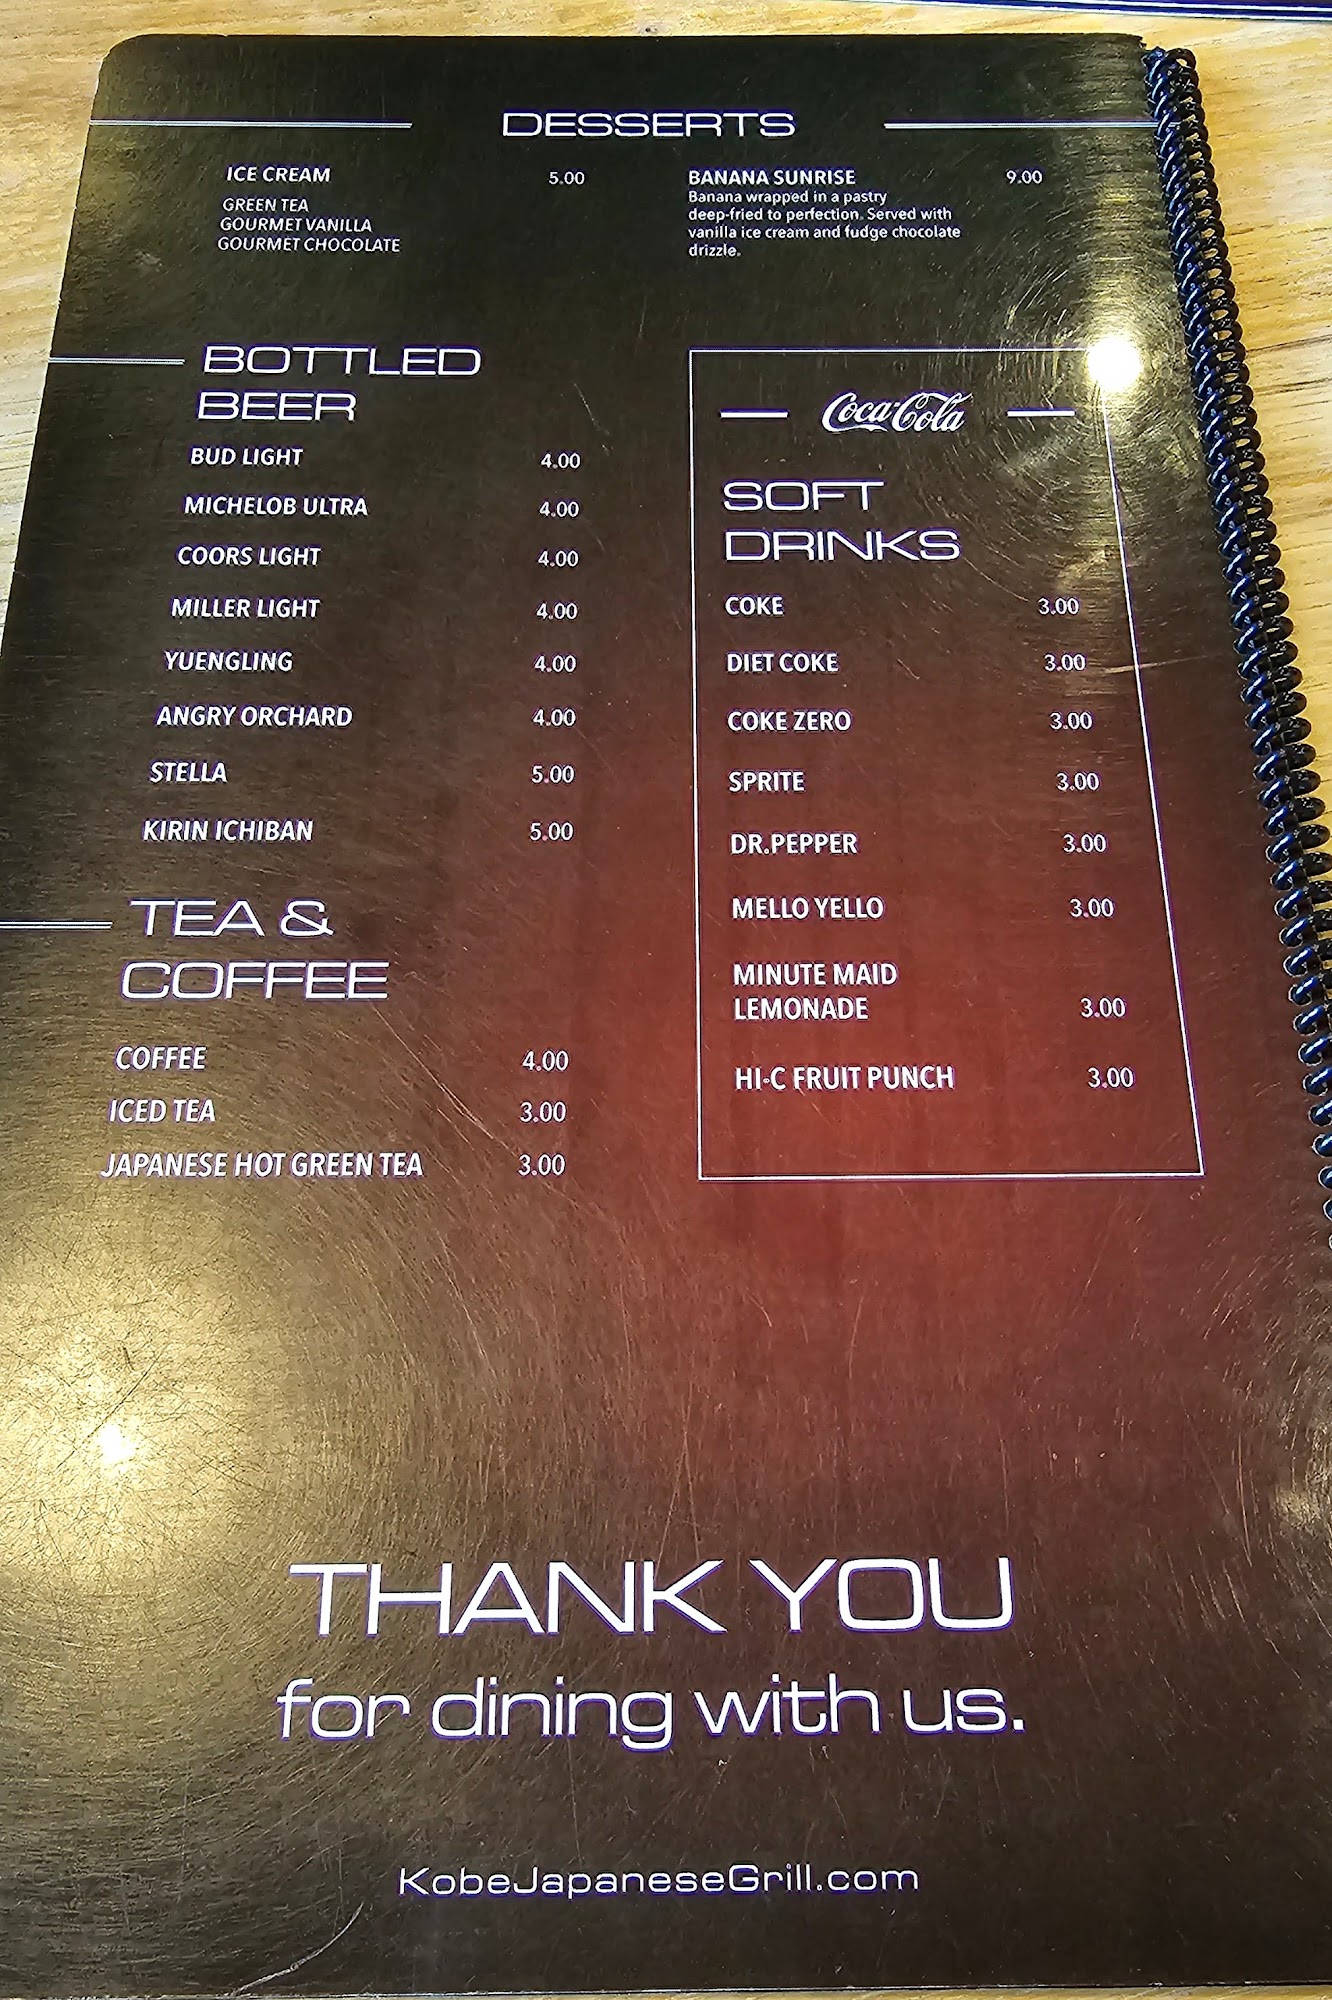 DESSERTS
ICE CREAM 5.00
GREEN TEA
GOURMET VANILLA
GOURMET CHOCOLATE
BANANA SUNRISE 9.00
Banana wrapped in a pastry
deep-fried to perfection. Served with
vanilla ice cream and fudge chocolate
drizzle.
BOTTLED
BEER
BUD LIGHT 4.00
MICHELOB ULTRA 4.00
COORS LIGHT 4.00
MILLER LIGHT 4.00
YUENGLING 4.00
ANGRY ORCHARD 4.00
STELLA 5.00
KIRIN ICHIBAN 5.00
TEA &
COFFEE
COFFEE 4.00
ICED TEA 3.00
JAPANESE HOT GREEN TEA 3.00
Coca-Cola
SOFT
DRINKS
COKE 3.00
DIET COKE 3.00
COKE ZERO 3.00
SPRITE 3.00
DR.PEPPER 3.00
MELLO YELLO 3.00
MINUTE MAID
LEMONADE 3.00
HI-C FRUIT PUNCH 3.00
THANK YOU
for dining with us.
KobeJapaneseGrill.com